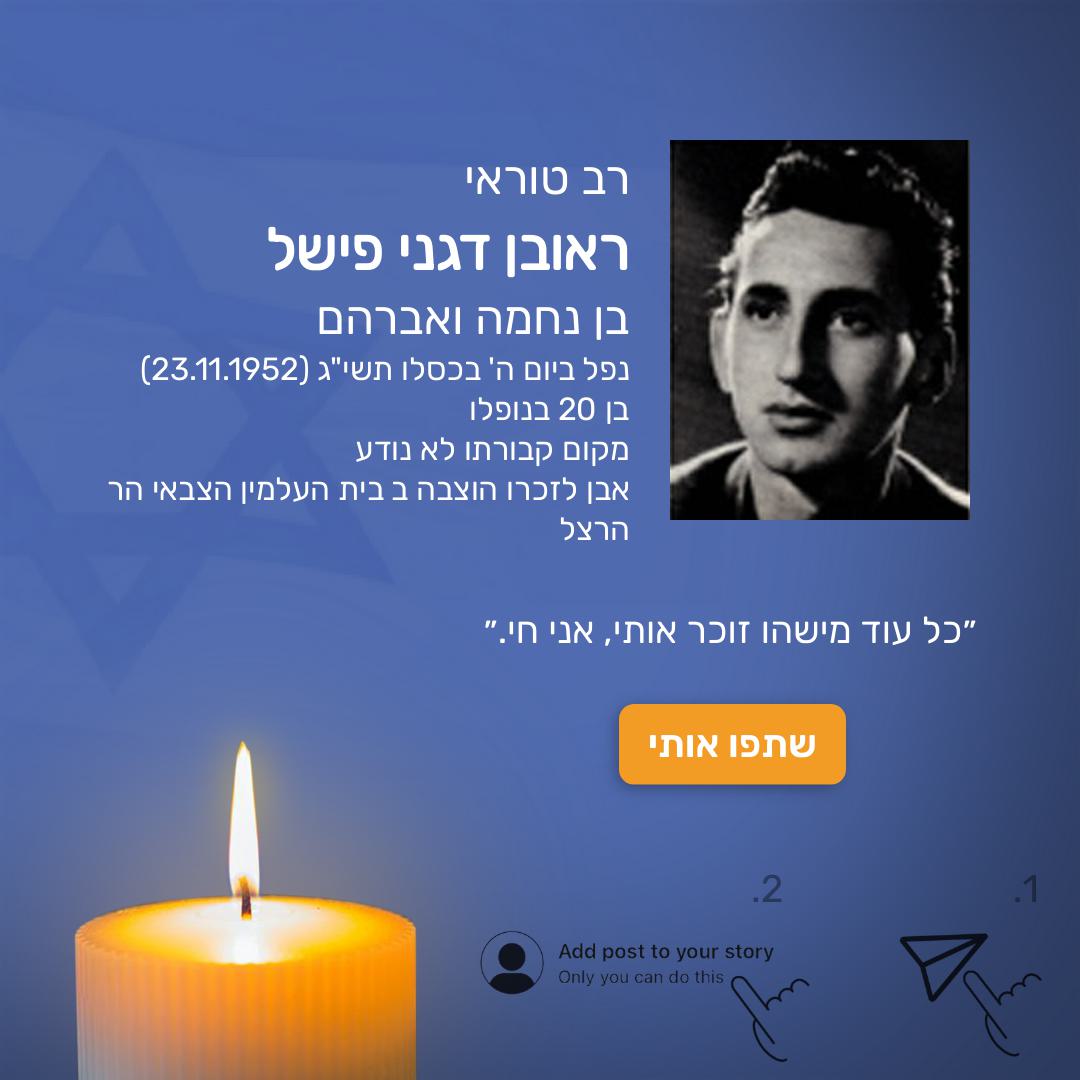 רב טוראי
ראובן דגני פישל
בן נחמה ואברהם
נפל ביום ה' בכסלו תשי"ג (23.11.1952)
בן 20 בנופלו
מקום קבורתו לא נודע
אבן לזכרו הוצבה ב בית העלמין הצבאי הר
הרצל
״כל עוד מישהו זוכר אותי, אני חי.״
שתפו אותי
1.
2.
Add post to your story
Only you can do this